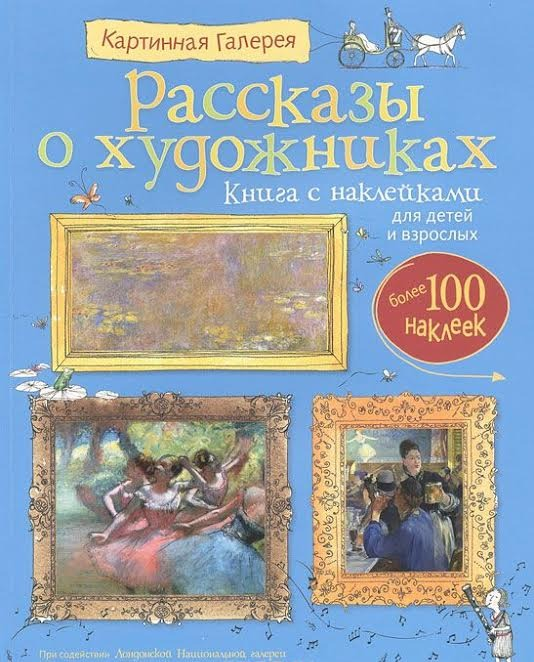 Картинная Галерея
Рассказы
о художниках
Книга с наклейками
для детей
и взрослых
более 100
наклеек
При содействии Лондонской Национальной галереи